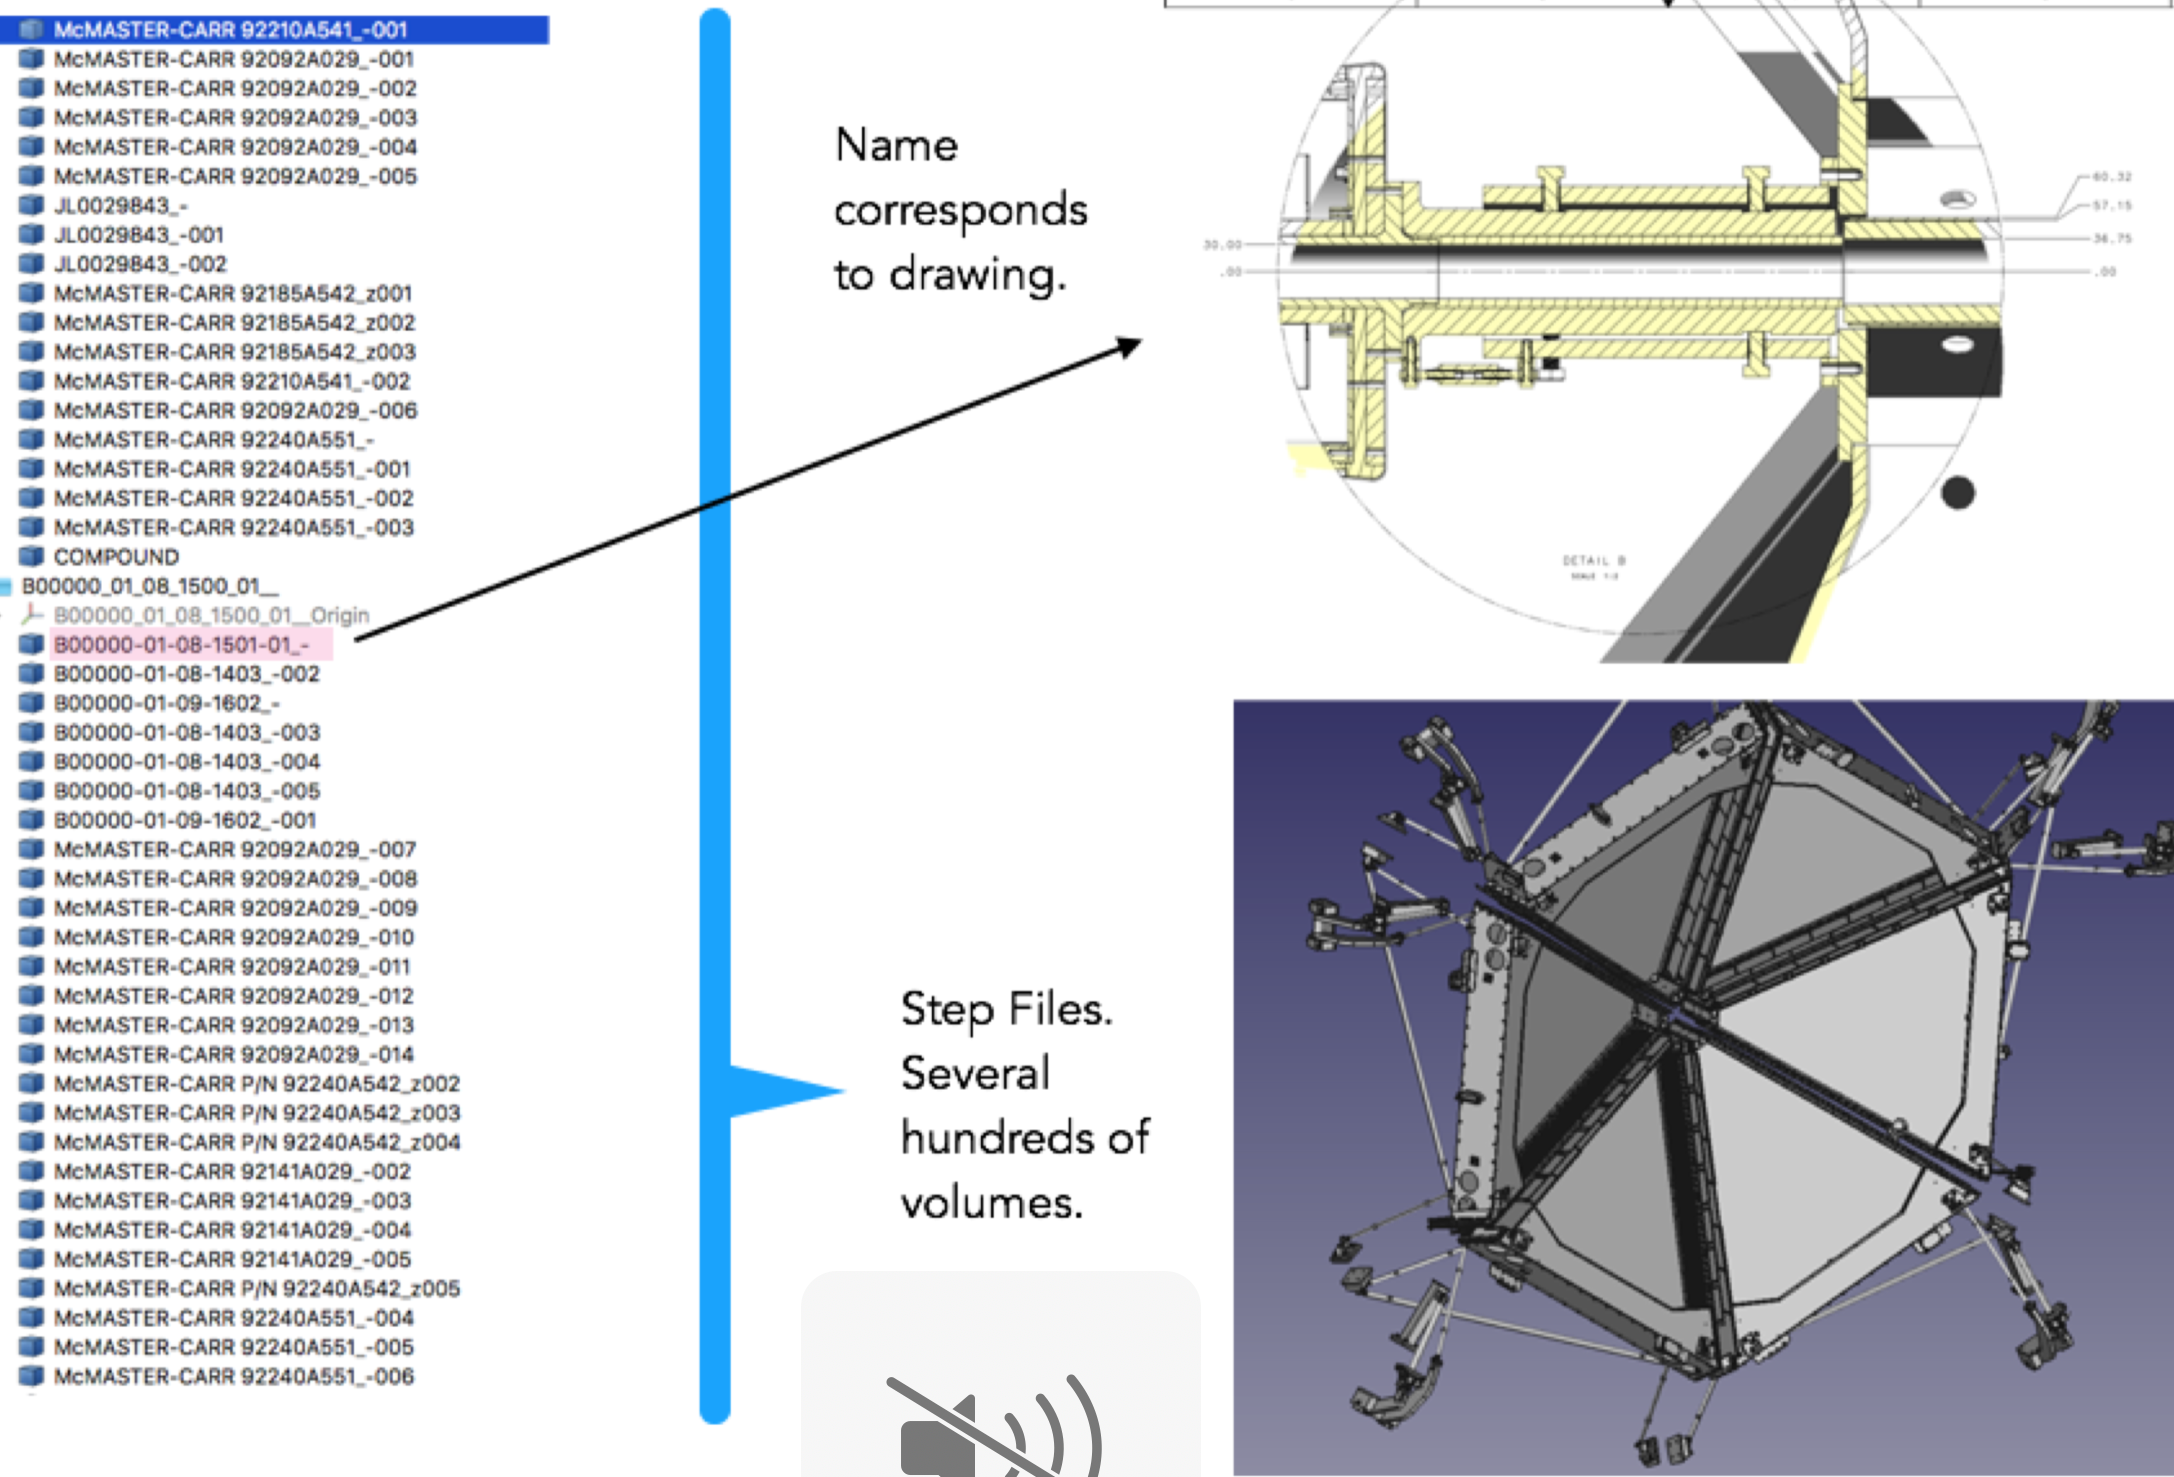 McMASTER-CARR 92210A541_-001
McMASTER-CARR 92092A029_-001
McMASTER-CARR 92092A029_-002
McMASTER-CARR 92092A029_-003
McMASTER-CARR 92092A029_-004
McMASTER-CARR 92092A029_-005
JL0029843_-
JL0029843_-001
JL0029843_-002
McMASTER-CARR 92185A542_z001
McMASTER-CARR 92185A542_z002
McMASTER-CARR 92185A542_z003
McMASTER-CARR 92210A541_-002
McMASTER-CARR 92092A029_-006
McMASTER-CARR 92240A551_-
McMASTER-CARR 92240A551_-001
McMASTER-CARR 92240A551_-002
McMASTER-CARR 92240A551_-003
COMPOUND
B00000_01_08_1500_01__
B00000_01_08_1500_01__Origin
B00000-01-08-1501-01_-
B00000-01-08-1403_-002
B00000-01-09-1602_-
B00000-01-08-1403_-003
B00000-01-08-1403_-004
B00000-01-08-1403_-005
B00000-01-09-1602_-001
McMASTER-CARR 92092A029_-007
McMASTER-CARR 92092A029_-008
McMASTER-CARR 92092A029_-009
McMASTER-CARR 92092A029_-010
McMASTER-CARR 92092A029_-011
McMASTER-CARR 92092A029_-012
McMASTER-CARR 92092A029_-013
McMASTER-CARR 92092A029_-014
McMASTER-CARR P/N 92240A542_z002
McMASTER-CARR P/N 92240A542_z003
McMASTER-CARR P/N 92240A542_z004
McMASTER-CARR 92141A029_-002
McMASTER-CARR 92141A029_-003
McMASTER-CARR 92141A029_-004
McMASTER-CARR 92141A029_-005
McMASTER-CARR P/N 92240A542_z005
McMASTER-CARR 92240A551_-004
McMASTER-CARR 92240A551_-005
McMASTER-CARR 92240A551_-006
Name
corresponds
to drawing.
Step Files.
Several
hundreds of
volumes.
60.32
57.15
36.75
.00
30.00
.00
DETAIL B